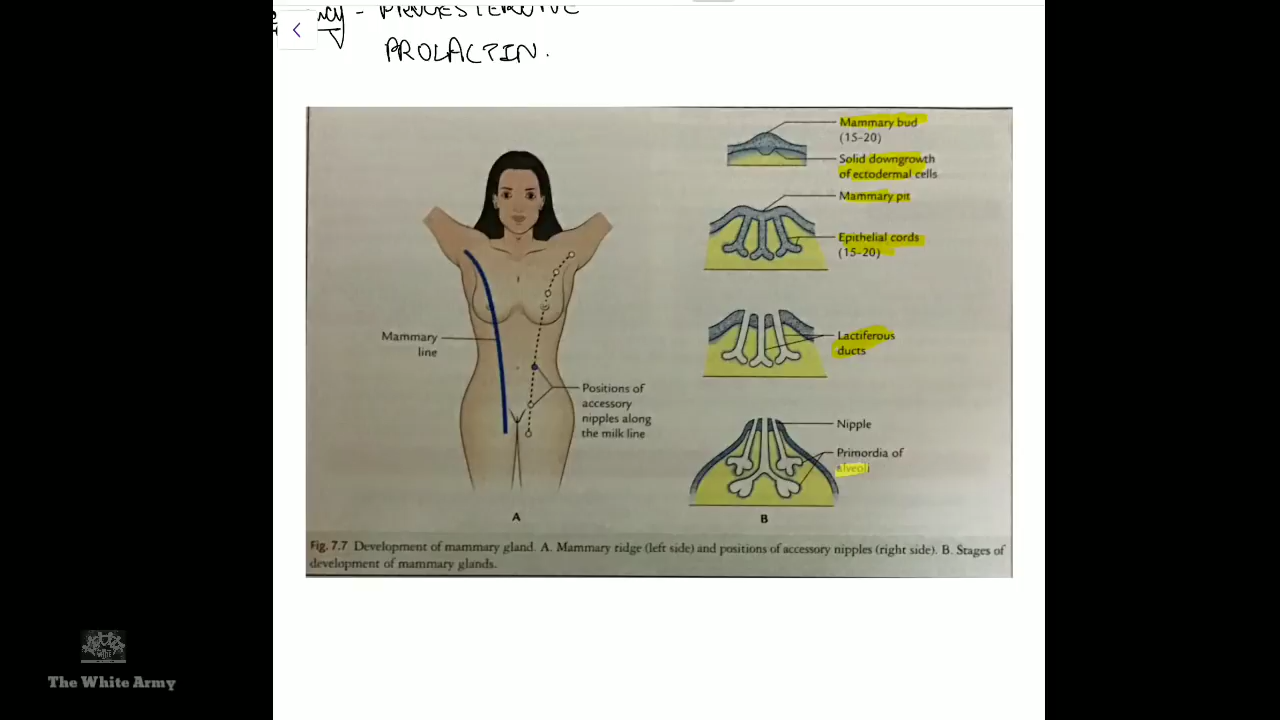 PROGESTERONE
PROLACTIN.
Mammary bud
(15–20)
Solid downgrowth
of ectodermal cells
Mammary pit
Epithelial cords
(15–20)
Lactiferous
ducts
Mammary
line
Positions of
accessory
nipples along
the milk line
Nipple
Primordia of
alveoli
A
B
Fig. 7.7 Development of mammary gland. A. Mammary ridge (left side) and positions of accessory nipples (right side). B. Stages of
development of mammary glands.
The White Army